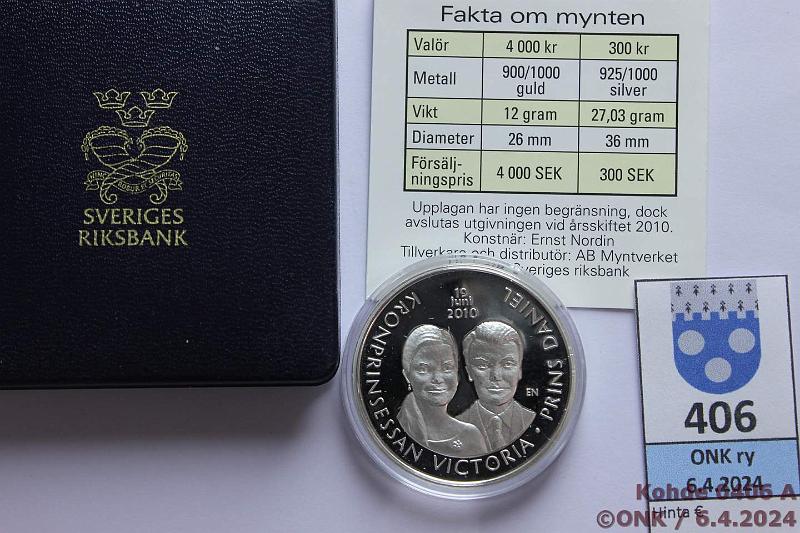 SVERIGES
RIKSBANK
Fakta om mynten
Valör 4 000 kr 300 kr
Metall 900/1000 guld 925/1000 silver
Vikt 12 gram 27,03 gram
Diameter 26 mm 36 mm
Försälj-
ningspris 4 000 SEK 300 SEK
Upplagan har ingen begränsning, dock
avslutas utgivningen vid årsskiftet 2010.
Konstnär: Ernst Nordin
Tillverkare och distributör: AB Myntverket
Sveriges riksbank
19
juni
2010
KRONPRINSESSAN VICTORIA · PRINS DANIEL
EN
406
ONK ry
6.4.2024
Hinta €
Kohde 0406 A
©ONK / 6.4.2024